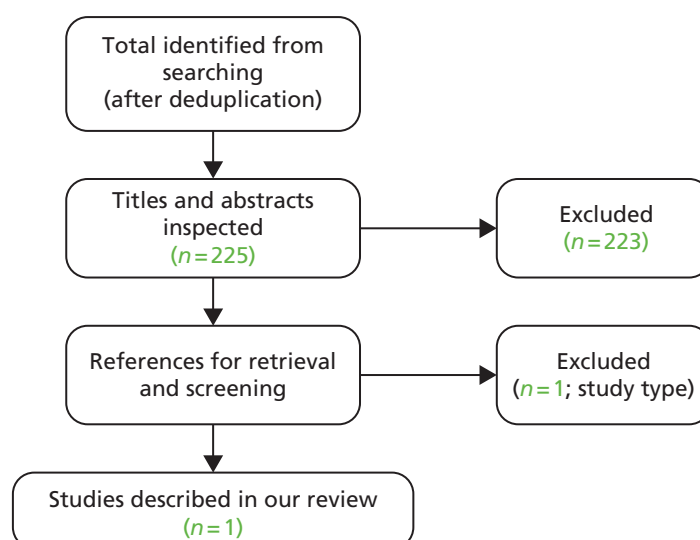 Total identified from
searching
(after deduplication)
Titles and abstracts
inspected
(n=225)
Excluded
(n=223)
References for retrieval
and screening
Excluded
(n=1; study type)
Studies described in our review
(n=1)